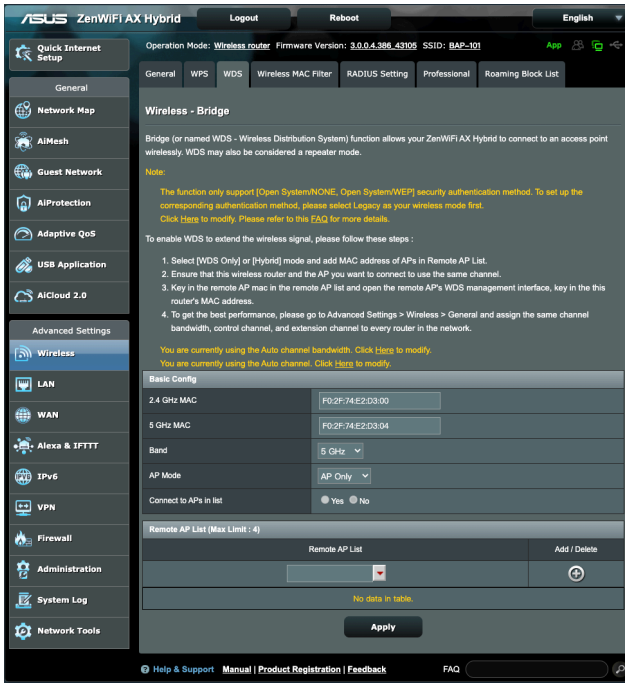 ASUS ZenWiFi AX Hybrid Logout Reboot English
Quick Internet Setup
General
Network Map
AiMesh
Guest Network
AiProtection
Adaptive QoS
USB Application
AiCloud 2.0
Advanced Settings
Wireless
LAN
WAN
Alexa & IFTTT
IPv6
VPN
Firewall
Administration
System Log
Network Tools
Operation Mode: Wireless router Firmware Version: 3.0.0.4.386_43105 SSID: BAP-101 App
General WPS WDS Wireless MAC Filter RADIUS Setting Professional Roaming Block List
Wireless - Bridge
Bridge (or named WDS - Wireless Distribution System) function allows your ZenWiFi AX Hybrid to connect to an access point
wirelessly. WDS may also be considered a repeater mode.
Note:
The function only support [Open System/NONE, Open System/WEP] security authentication method. To set up the
corresponding authentication method, please select Legacy as your wireless mode first.
Click Here to modify. Please refer to this FAQ for more details.
To enable WDS to extend the wireless signal, please follow these steps :
1. Select [WDS Only] or [Hybrid] mode and add MAC address of APs in Remote AP List.
2. Ensure that this wireless router and the AP you want to connect to use the same channel.
3. Key in the remote AP mac in the remote AP list and open the remote AP's WDS management interface, key in the this
router's MAC address.
4. To get the best performance, please go to Advanced Settings > Wireless > General and assign the same channel
bandwidth, control channel, and extension channel to every router in the network.
You are currently using the Auto channel bandwidth. Click Here to modify.
You are currently using the Auto channel. Click Here to modify.
Basic Config
2.4 GHz MAC F0:2F:74:E2:D3:00
5 GHz MAC F0:2F:74:E2:D3:04
Band 5 GHz
AP Mode AP Only
Connect to APs in list Yes No
Remote AP List (Max Limit : 4)
Remote AP List Add / Delete
No data in table.
Apply
Help & Support Manual | Product Registration | Feedback FAQ